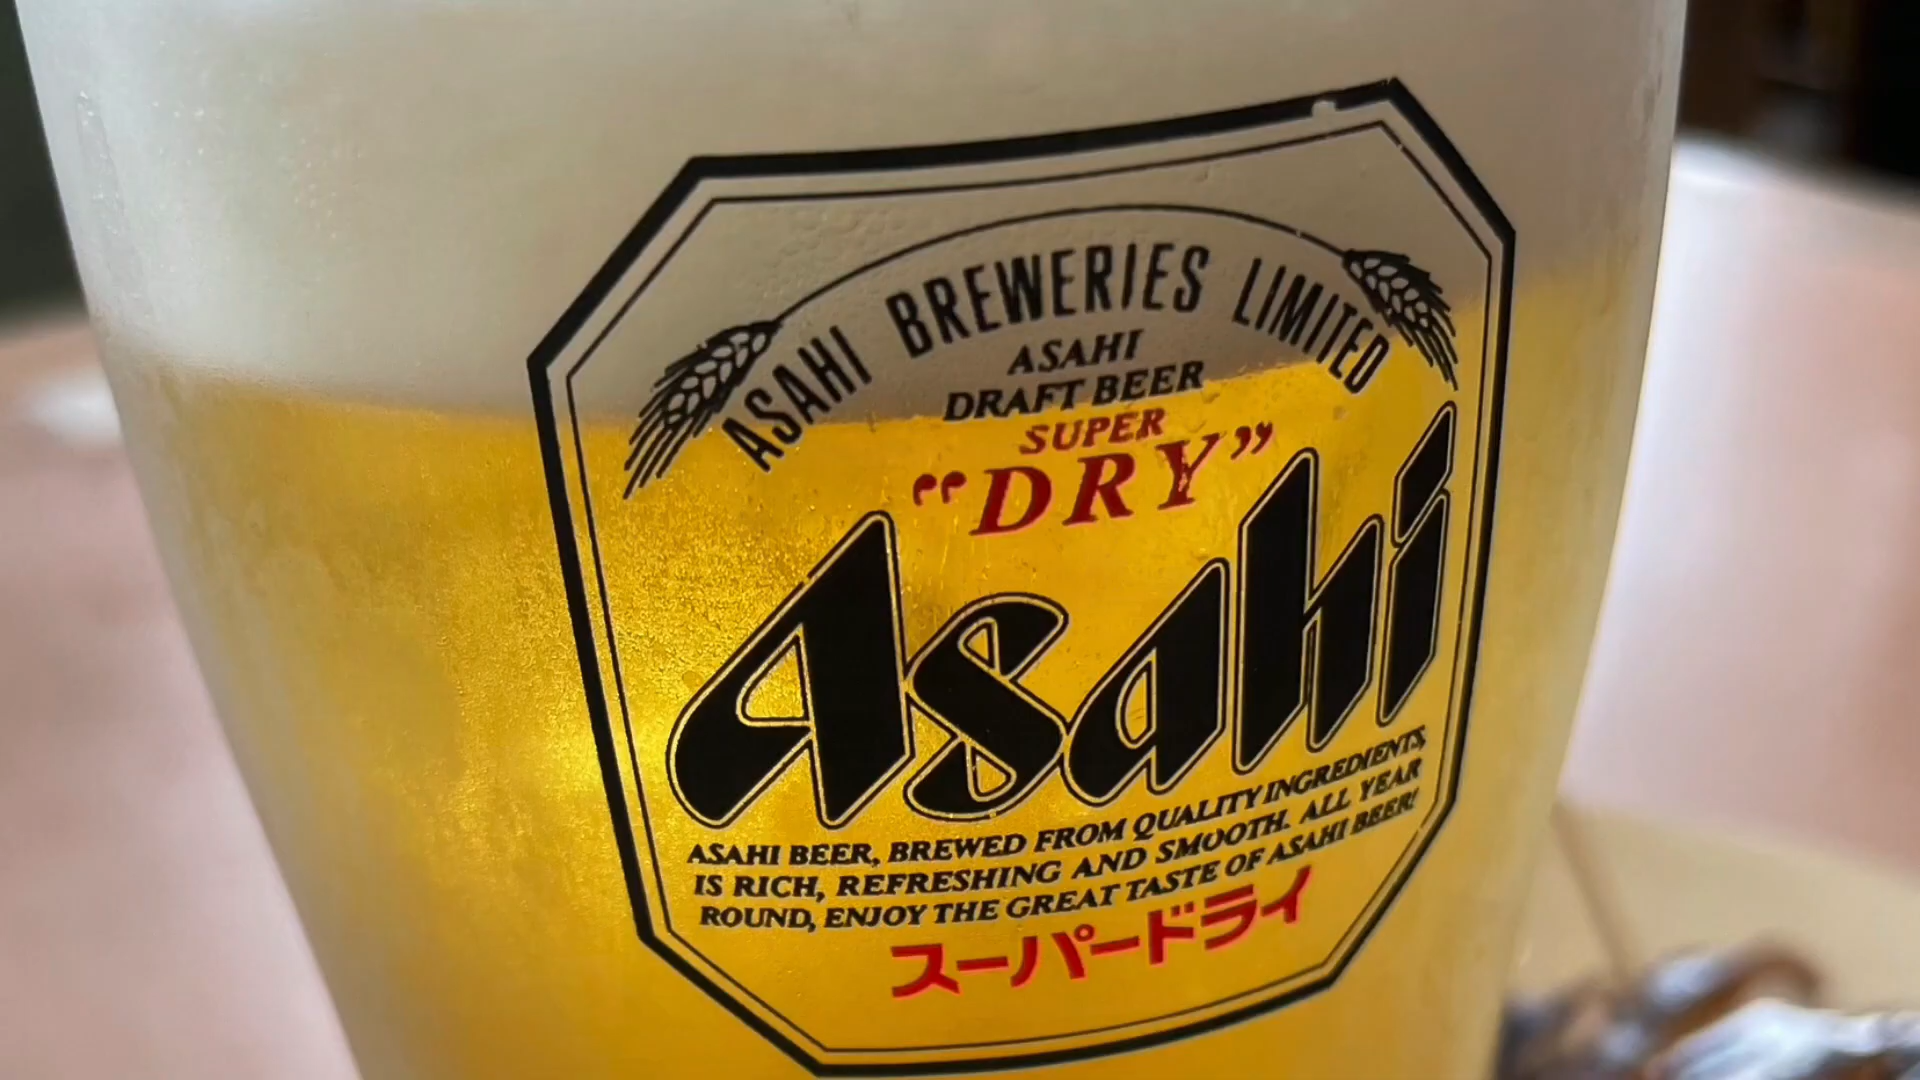 ASAHI BREWERIES LIMITED
ASAHI
DRAFT BEER
SUPER
“DRY”
Asahi
ASAHI BEER, BREWED FROM QUALITY INGREDIENTS,
IS RICH, REFRESHING AND SMOOTH. ALL YEAR
ROUND, ENJOY THE GREAT TASTE OF ASAHI BEER!
スーパードライ